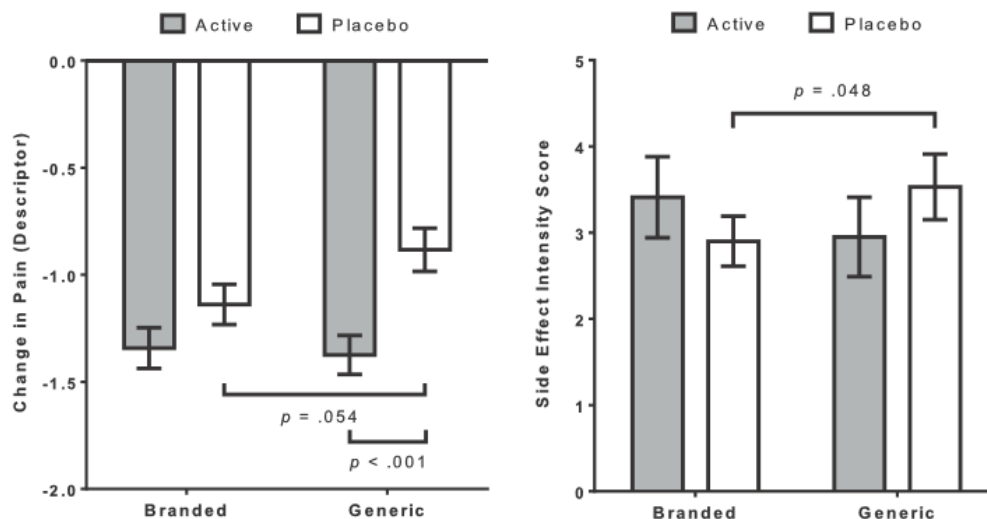 Active Placebo
0.0
-0.5
-1.0
-1.5
-2.0
Change in Pain (Descriptor)
p = .054
p < .001
Branded Generic
Active Placebo
5
4
3
2
1
0
Side Effect Intensity Score
p = .048
Branded Generic